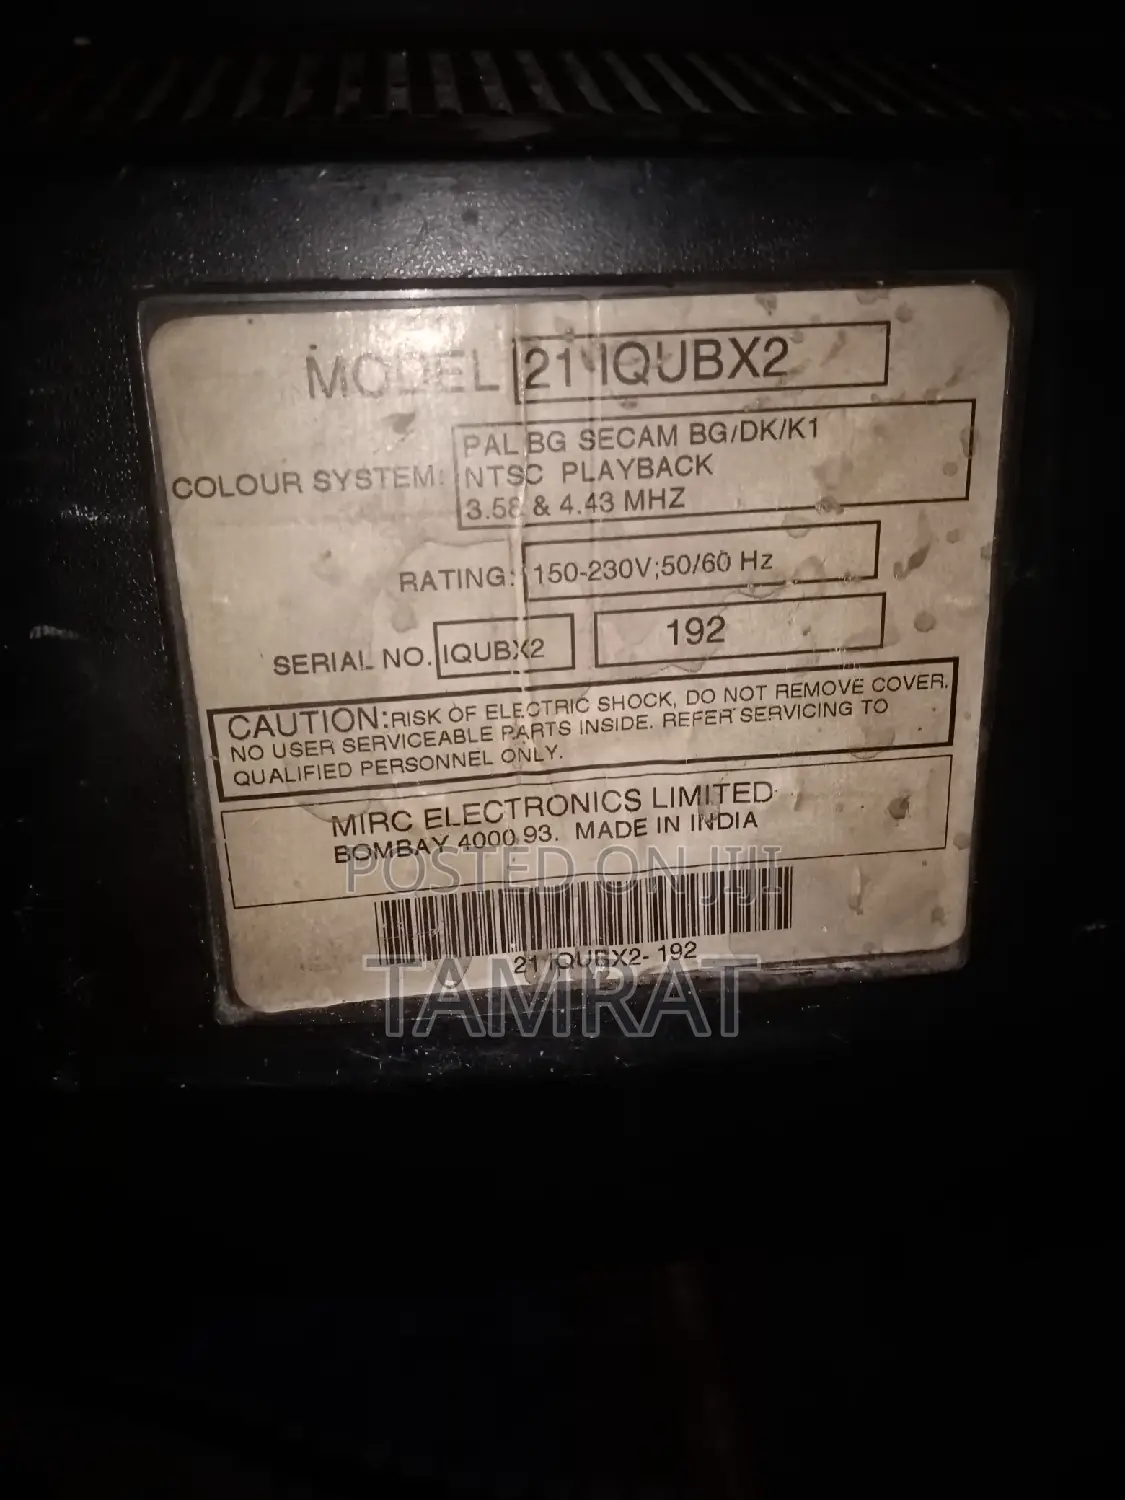 MODEL 21 IQUBX2
COLOUR SYSTEM: PAL BG SECAM BG/DK/K1
NTSC PLAYBACK
3.58 & 4.43 MHZ
RATING: 150-230V;50/60 Hz
SERIAL NO. IQUBX2 192
CAUTION: RISK OF ELECTRIC SHOCK, DO NOT REMOVE COVER.
NO USER SERVICEABLE PARTS INSIDE. REFER SERVICING TO
QUALIFIED PERSONNEL ONLY.
MIRC ELECTRONICS LIMITED
BOMBAY 4000 93. MADE IN INDIA
POSTED ON JIJI
21 IQUBX2- 192
TAMRAT